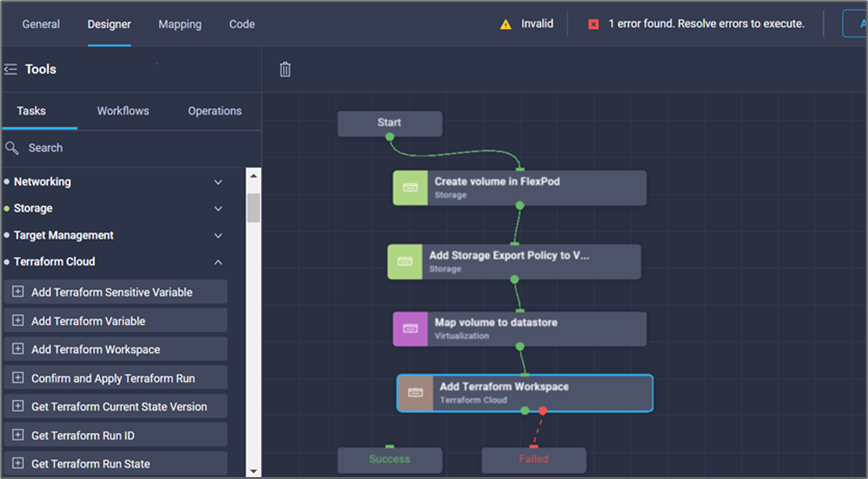 General Designer Mapping Code Invalid 1 error found. Resolve errors to execute.
Tools
Tasks Workflows Operations
Search
Networking
Storage
Target Management
Terraform Cloud
Add Terraform Sensitive Variable
Add Terraform Variable
Add Terraform Workspace
Confirm and Apply Terraform Run
Get Terraform Current State Version
Get Terraform Run ID
Get Terraform Run State
Start
Create volume in FlexPod
Storage
Add Storage Export Policy to V...
Storage
Map volume to datastore
Virtualization
Add Terraform Workspace
Terraform Cloud
Success Failed